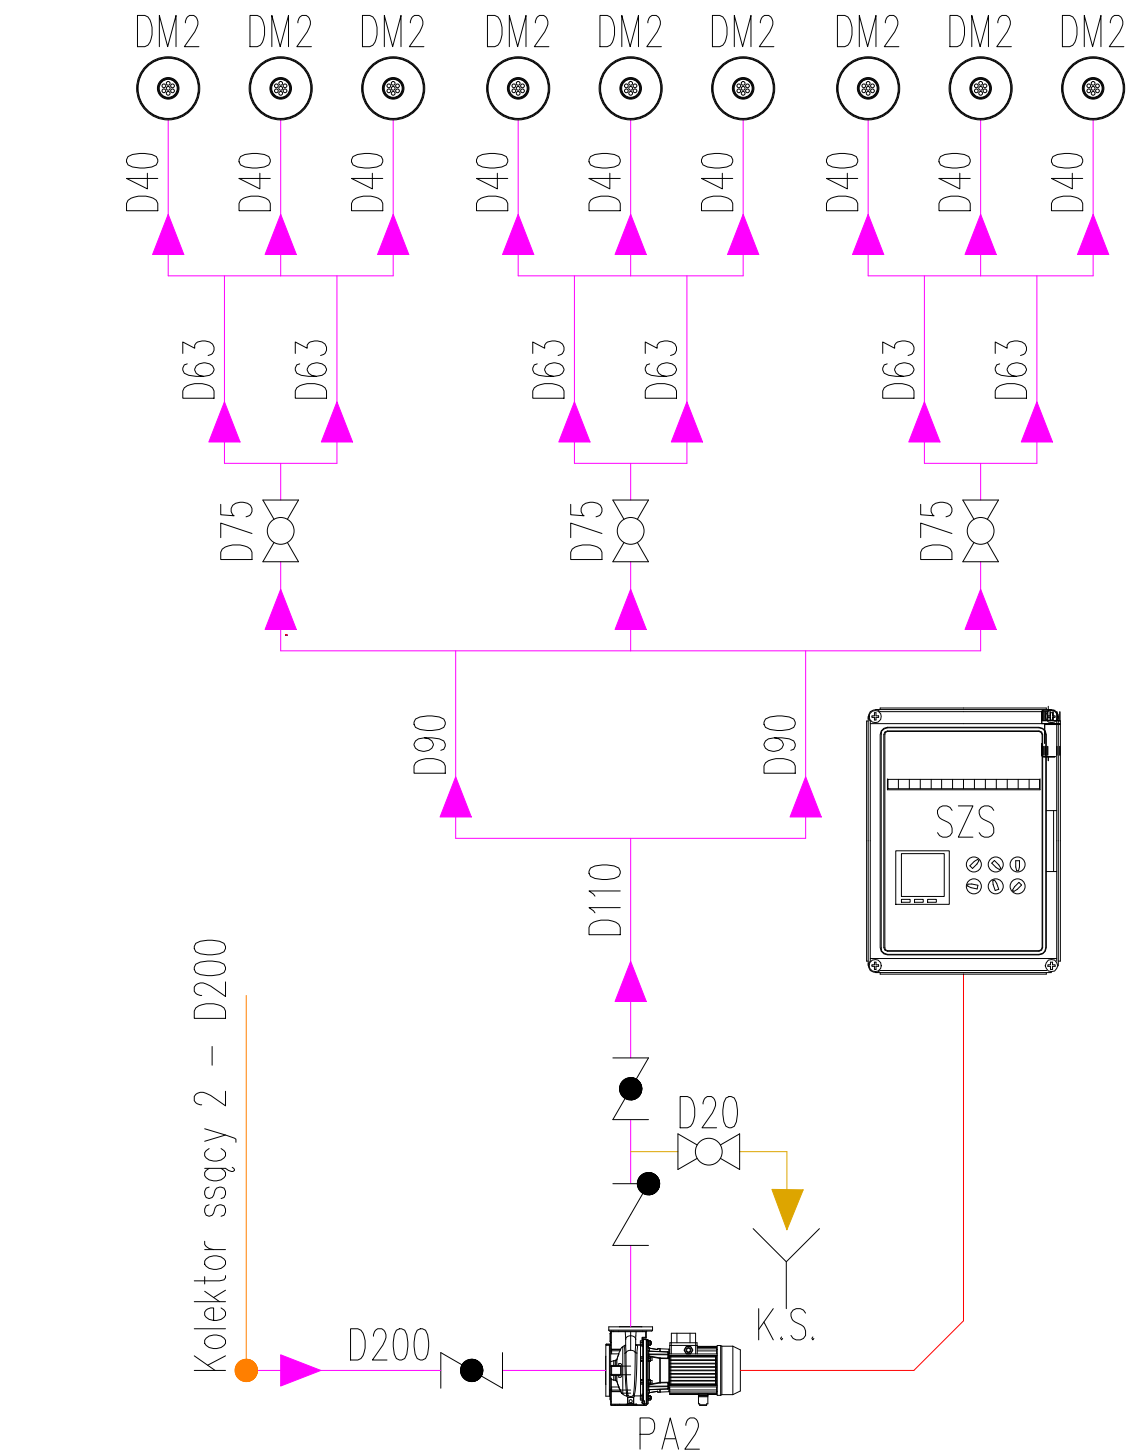 DM2 DM2 DM2 DM2 DM2 DM2 DM2 DM2 DM2
D40 D40 D40 D40 D40 D40 D40 D40 D40
D63 D63 D63 D63 D63 D63
D75 D75 D75
D90 D90
SZS
D110
Kolektor ssący 2 - D200
D20
K.S.
D200
PA2